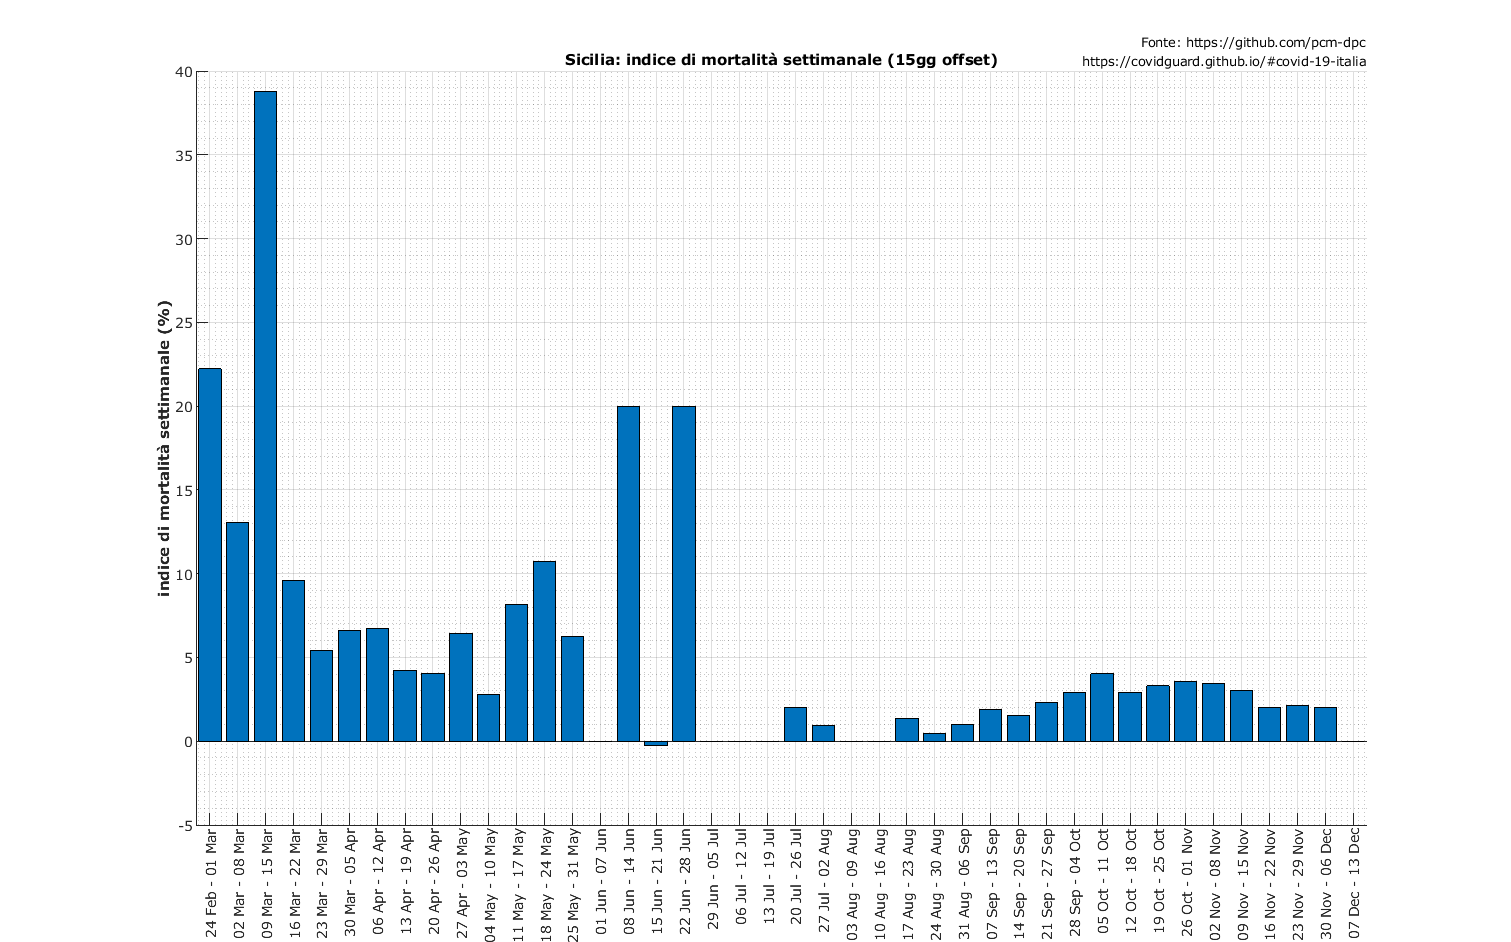 Fonte: https://github.com/pcm-dpc
Sicilia: indice di mortalità settimanale (15gg offset)
https://covidguard.github.io/#covid-19-italia
indice di mortalità settimanale (%)
40
35
30
25
20
15
10
5
0
-5
24 Feb - 01 Mar
02 Mar - 08 Mar
09 Mar - 15 Mar
16 Mar - 22 Mar
23 Mar - 29 Mar
30 Mar - 05 Apr
06 Apr - 12 Apr
13 Apr - 19 Apr
20 Apr - 26 Apr
27 Apr - 03 May
04 May - 10 May
11 May - 17 May
18 May - 24 May
25 May - 31 May
01 Jun - 07 Jun
08 Jun - 14 Jun
15 Jun - 21 Jun
22 Jun - 28 Jun
29 Jun - 05 Jul
06 Jul - 12 Jul
13 Jul - 19 Jul
20 Jul - 26 Jul
27 Jul - 02 Aug
03 Aug - 09 Aug
10 Aug - 16 Aug
17 Aug - 23 Aug
24 Aug - 30 Aug
31 Aug - 06 Sep
07 Sep - 13 Sep
14 Sep - 20 Sep
21 Sep - 27 Sep
28 Sep - 04 Oct
05 Oct - 11 Oct
12 Oct - 18 Oct
19 Oct - 25 Oct
26 Oct - 01 Nov
02 Nov - 08 Nov
09 Nov - 15 Nov
16 Nov - 22 Nov
23 Nov - 29 Nov
30 Nov - 06 Dec
07 Dec - 13 Dec